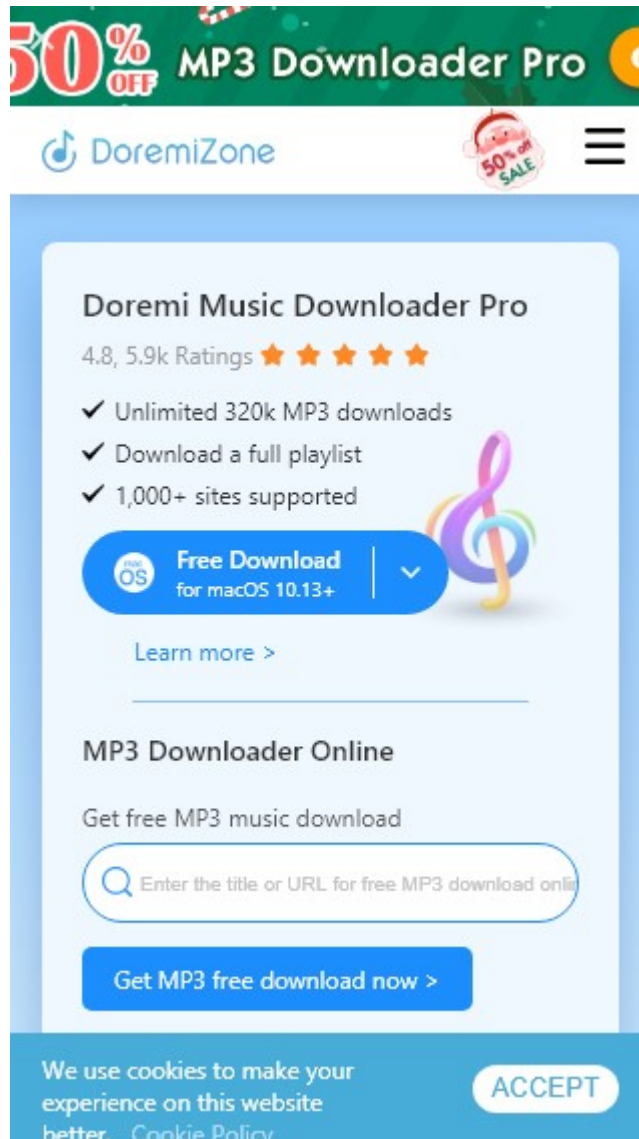 50% OFF MP3 Downloader Pro
DoremiZone
50% off
SALE
Doremi Music Downloader Pro
4.8, 5.9k Ratings
Unlimited 320k MP3 downloads
Download a full playlist
1,000+ sites supported
macOS
Free Download
for macOS 10.13+
Learn more >
MP3 Downloader Online
Get free MP3 music download
Enter the title or URL for free MP3 download onlin
Get MP3 free download now >
We use cookies to make your
experience on this website
better. Cookie Policy
ACCEPT